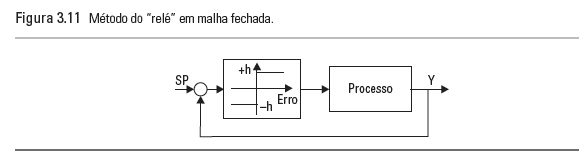 Figura 3.11 Método do "relé" em malha fechada.
+h
SP
Erro
-h
Processo
Y